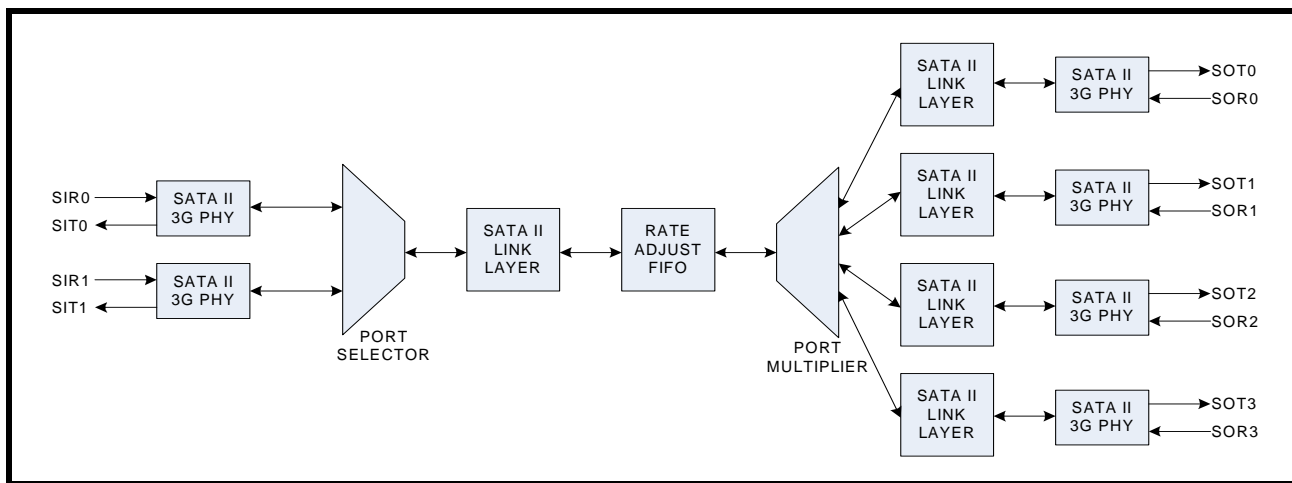 SIR0
SIT0
SATA II
3G PHY
SIR1
SIT1
SATA II
3G PHY
PORT
SELECTOR
SATA II
LINK
LAYER
RATE
ADJUST
FIFO
PORT
MULTIPLIER
SATA II
LINK
LAYER
SATA II
3G PHY
SOT0
SOR0
SATA II
LINK
LAYER
SATA II
3G PHY
SOT1
SOR1
SATA II
LINK
LAYER
SATA II
3G PHY
SOT2
SOR2
SATA II
LINK
LAYER
SATA II
3G PHY
SOT3
SOR3